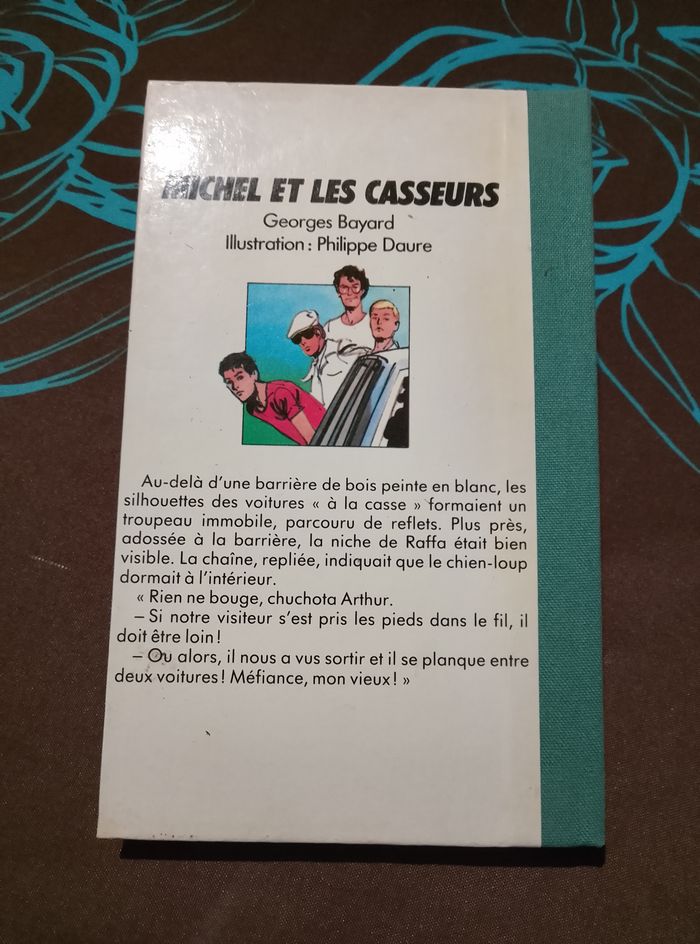 MICHEL ET LES CASSEURS
Georges Bayard
Illustration : Philippe Daure
Au-delà d'une barrière de bois peinte en blanc, les
silhouettes des voitures « à la casse » formaient un
troupeau immobile, parcouru de reflets. Plus près,
adossée à la barrière, la niche de Raffa était bien
visible. La chaîne, repliée, indiquait que le chien-loup
dormait à l'intérieur.
« Rien ne bouge, chuchota Arthur.
– Si notre visiteur s'est pris les pieds dans le fil, il
doit être loin !
– Ou alors, il nous a vus sortir et il se planque entre
deux voitures ! Méfiance, mon vieux ! »